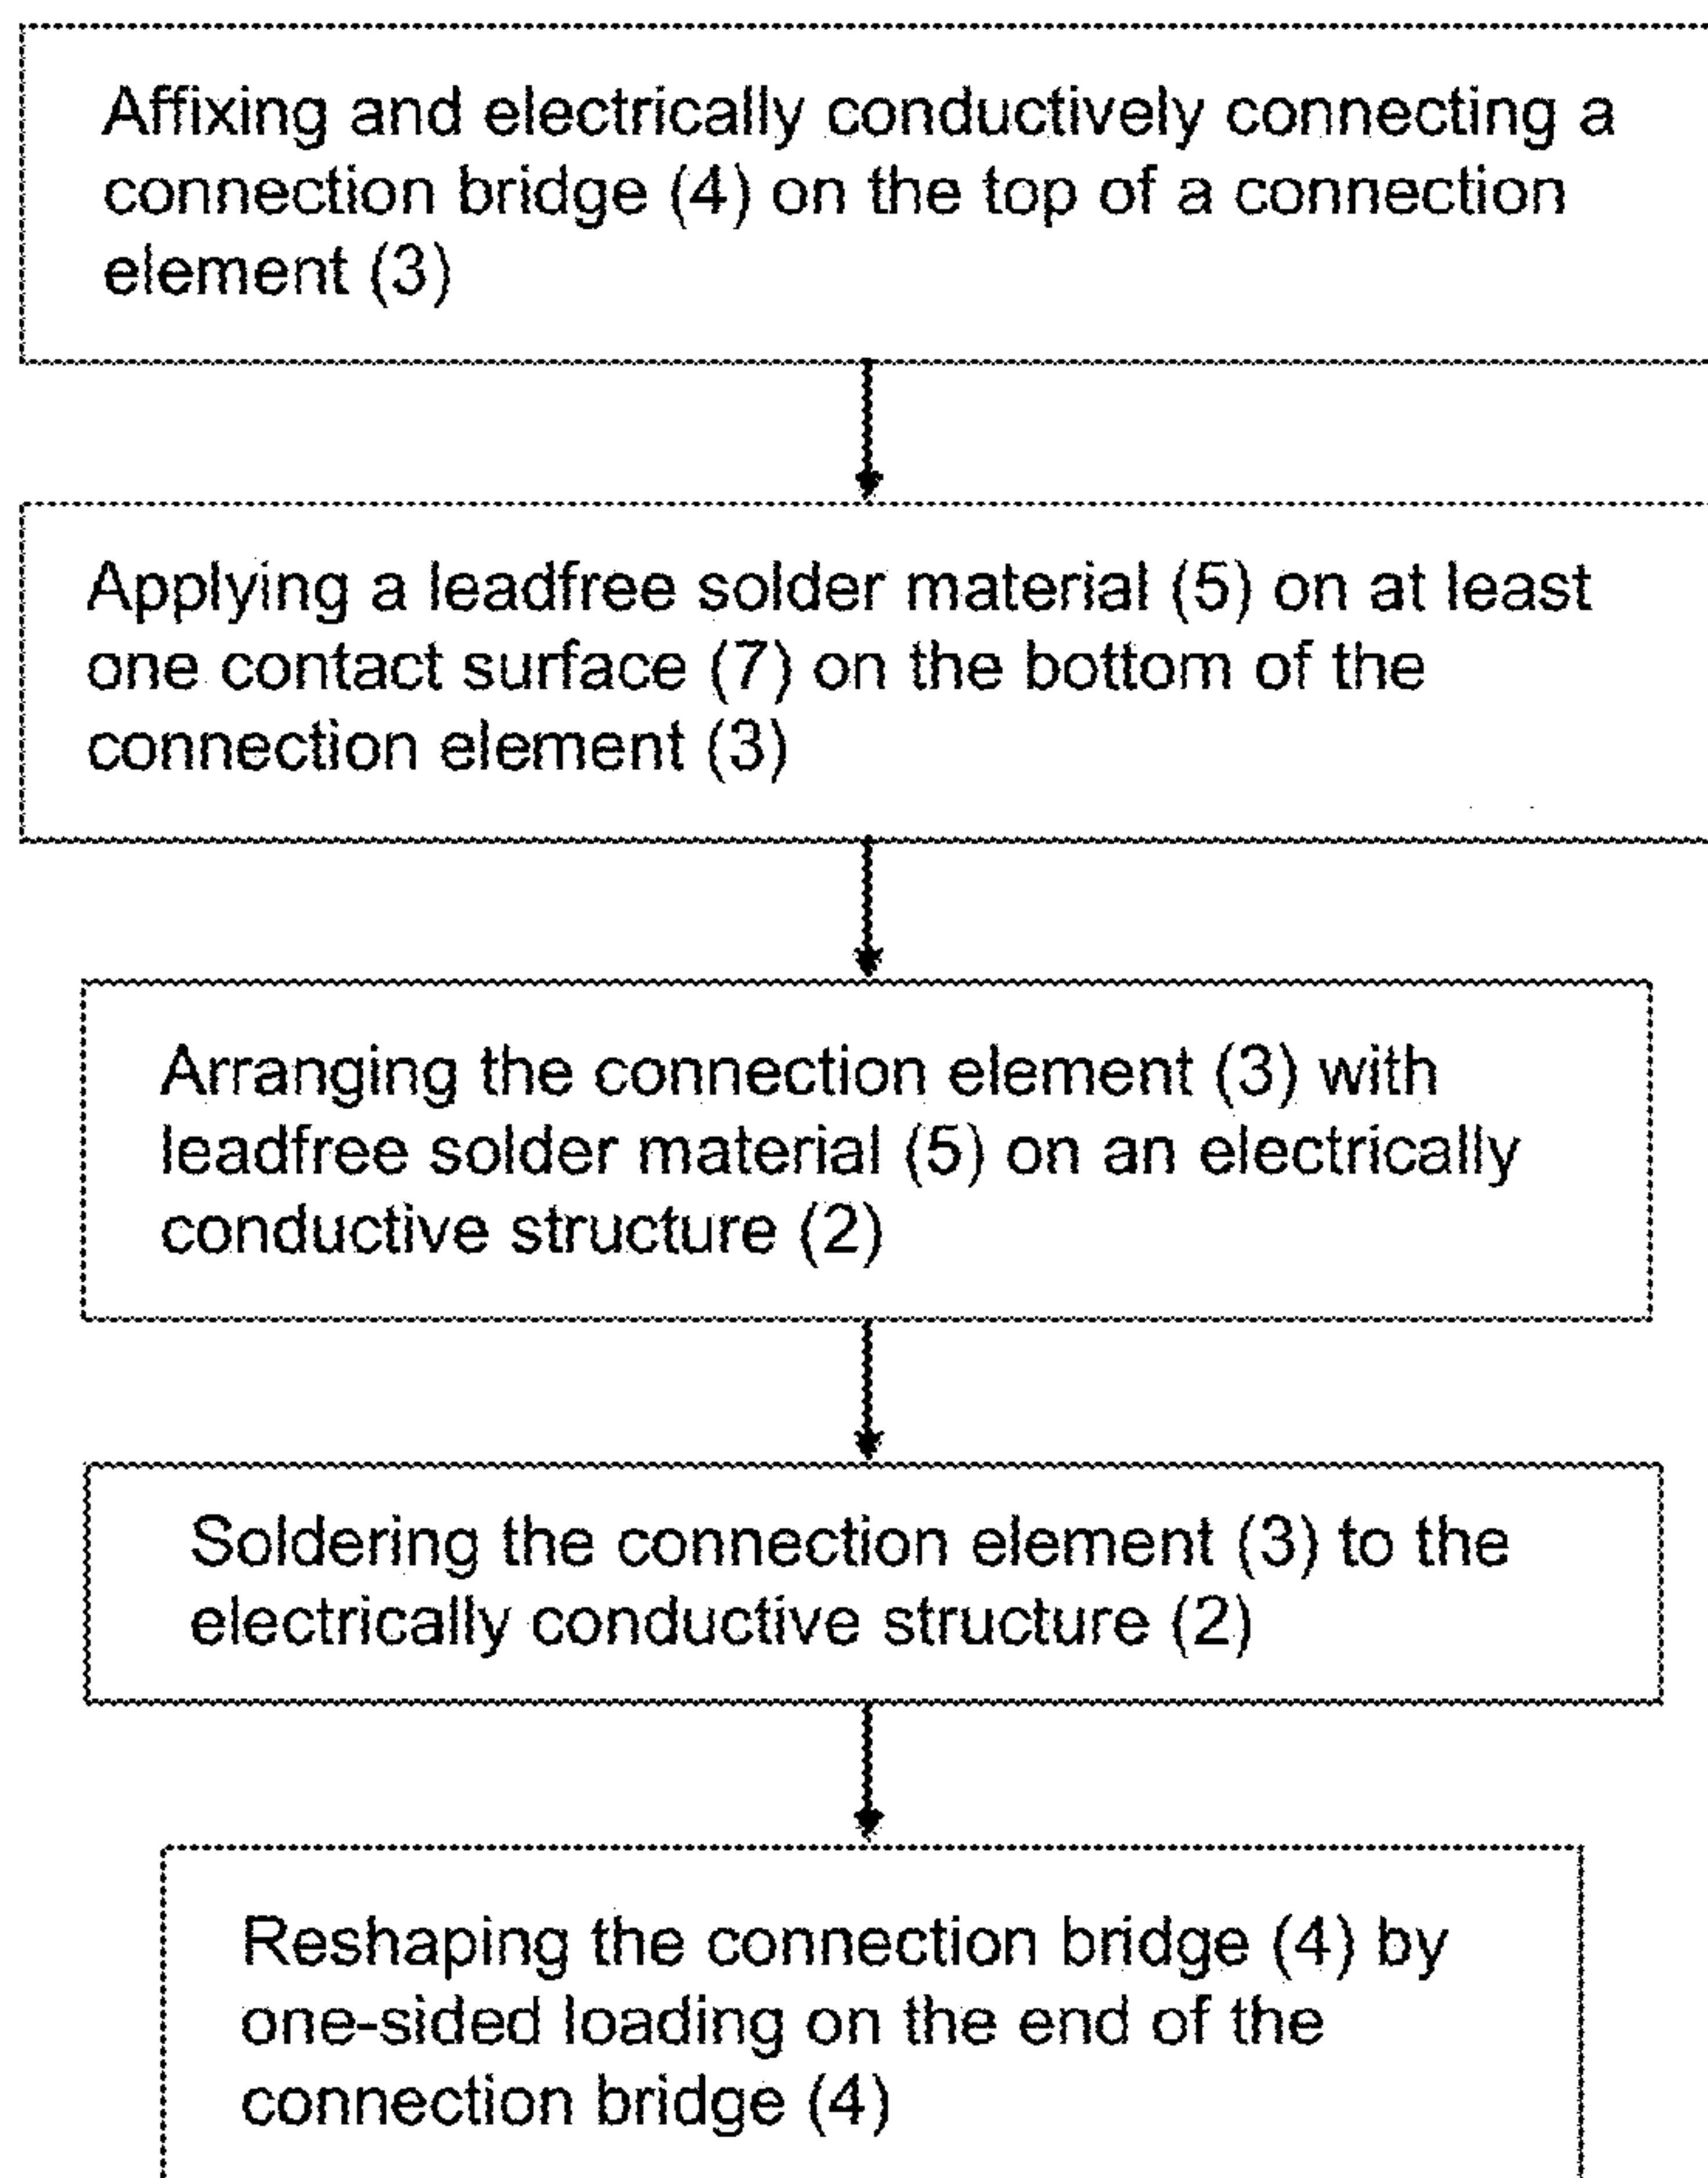 Affixing and electrically conductively connecting a
connection bridge (4) on the top of a connection
element (3)
Applying a leadfree solder material (5) on at least
one contact surface (7) on the bottom of the
connection element (3)
Arranging the connection element (3) with
leadfree solder material (5) on an electrically
conductive structure (2)
Soldering the connection element (3) to the
electrically conductive structure (2)
Reshaping the connection bridge (4) by
one-sided loading on the end of the
connection bridge (4)